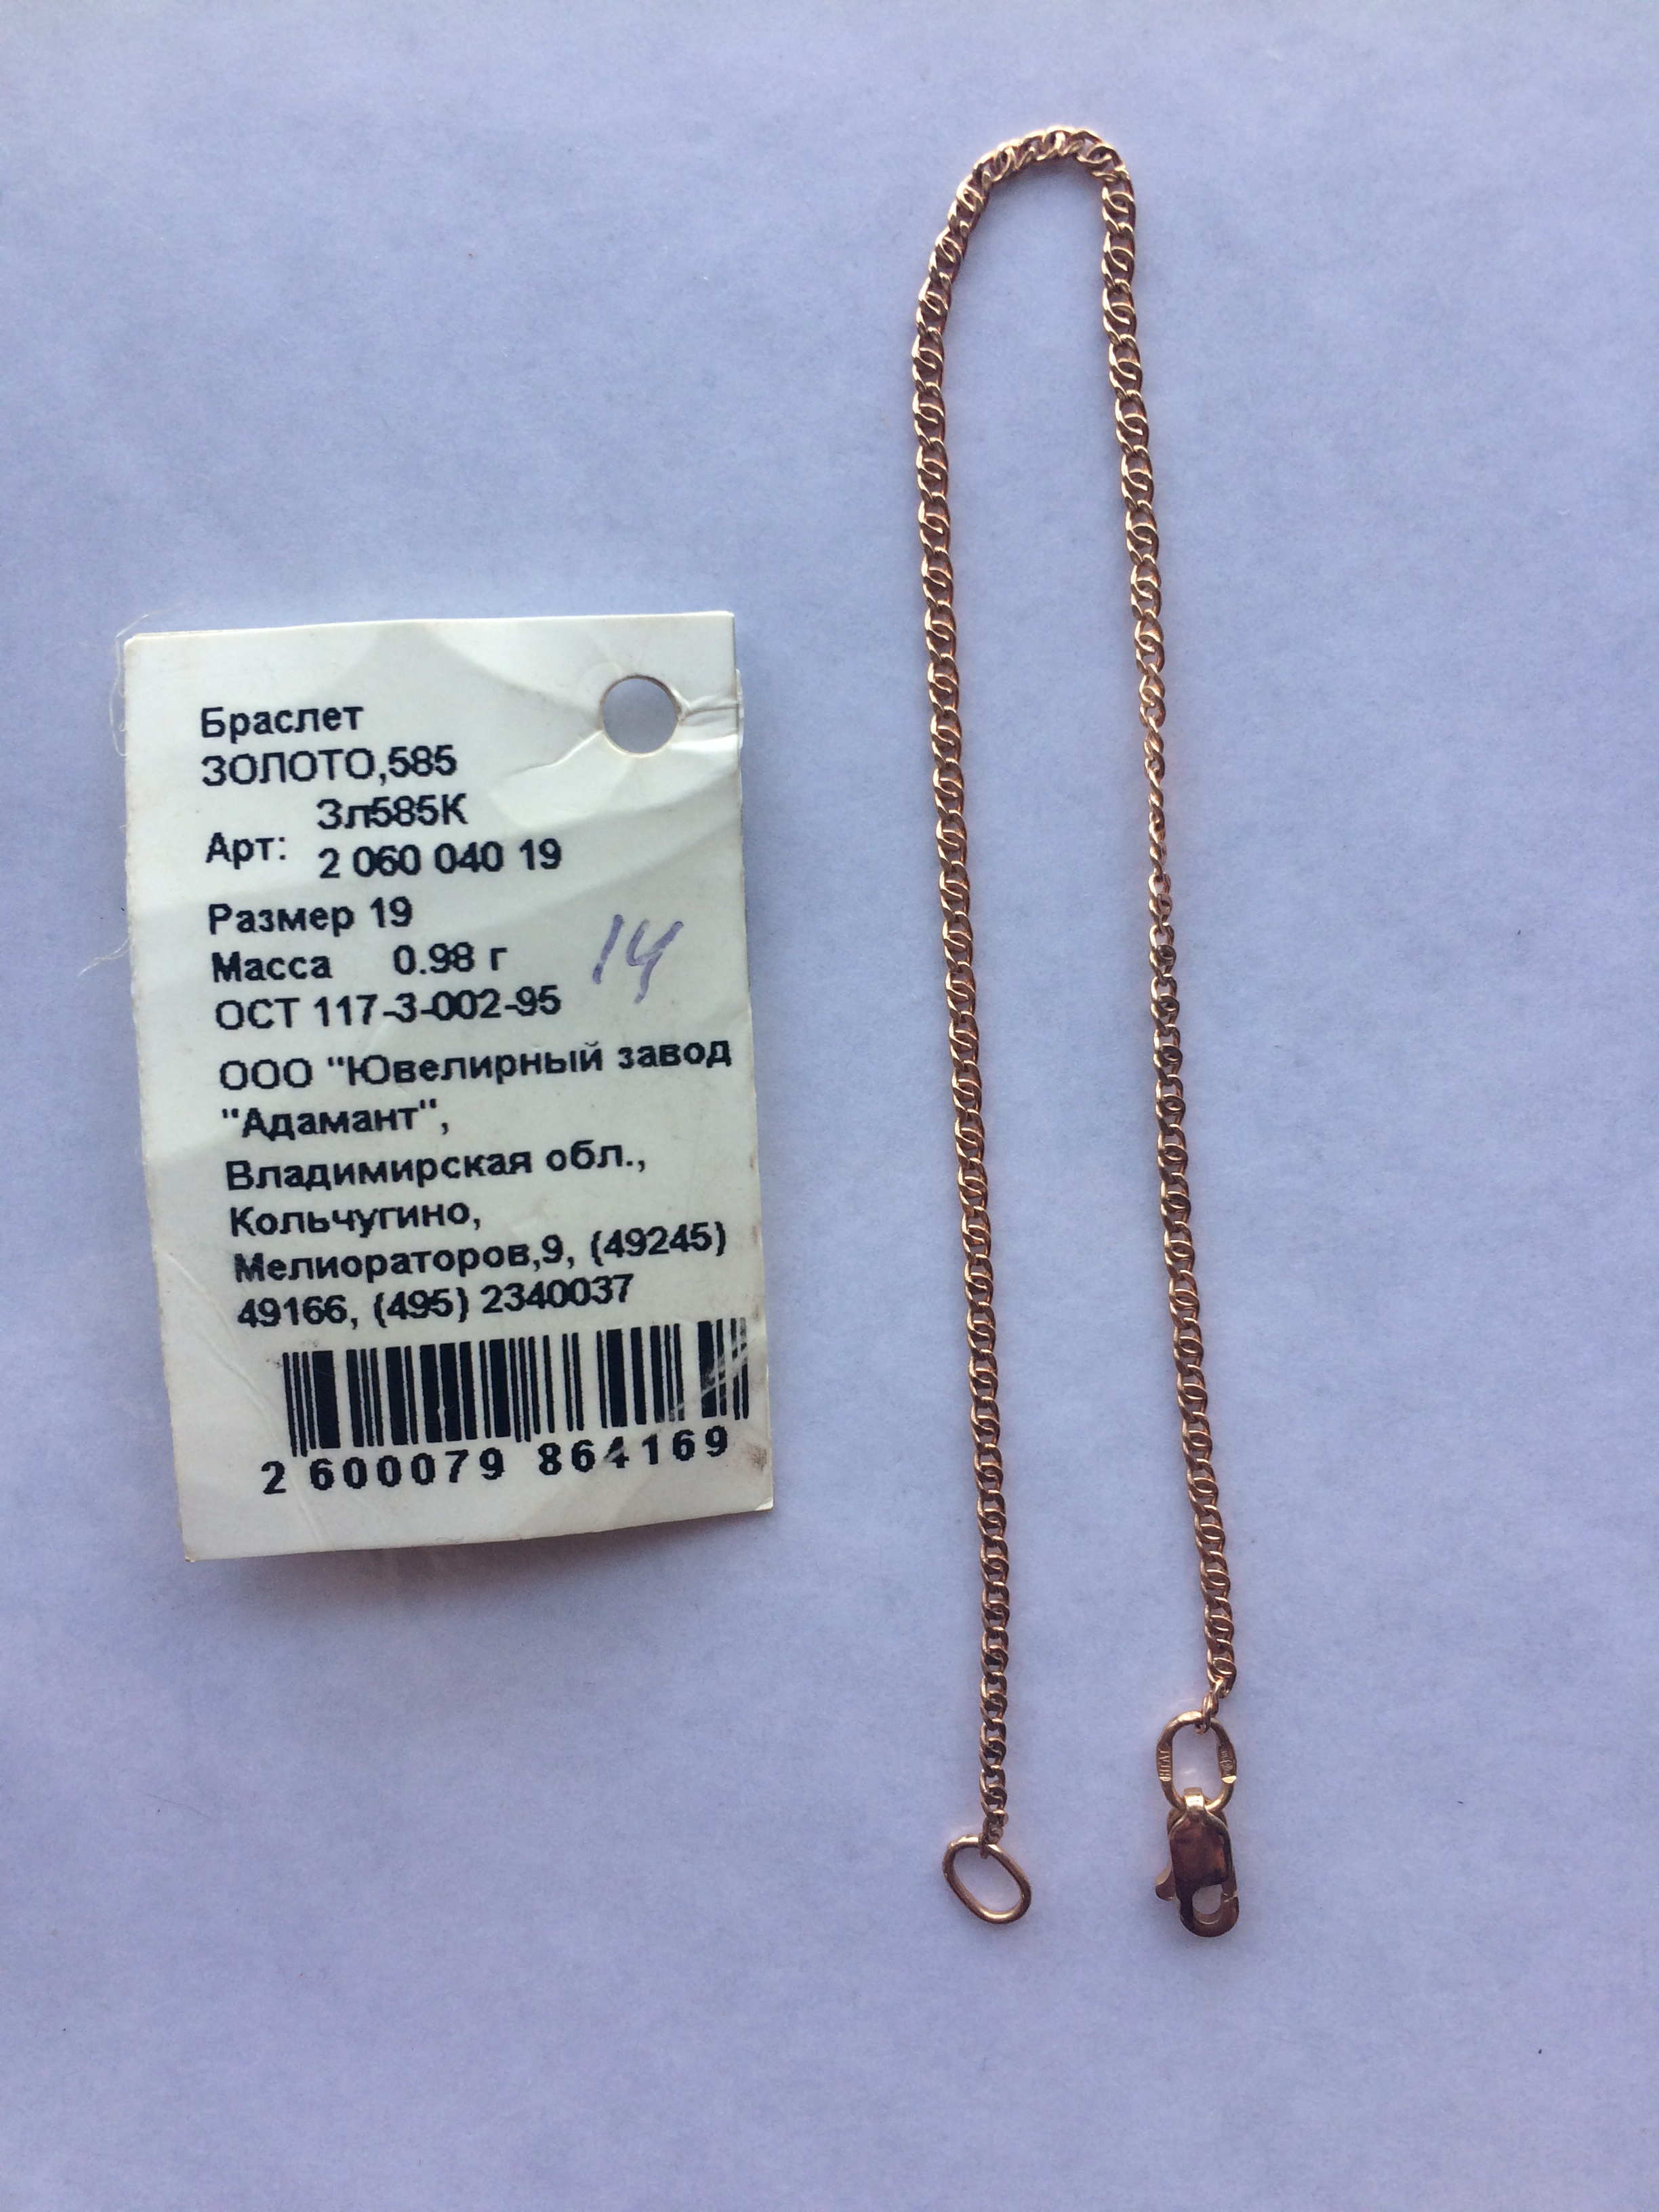 Браслет
ЗОЛОТО,585
Зл585К
Арт: 2 060 040 19
Размер 19
Масса 0.98 г
14
ОСТ 117-3-002-95
ООО "Ювелирный завод
"Адамант",
Владимирская обл.,
Кольчугино,
Мелиораторов,9, (49245)
49166, (495) 2340037
2 600079 864169